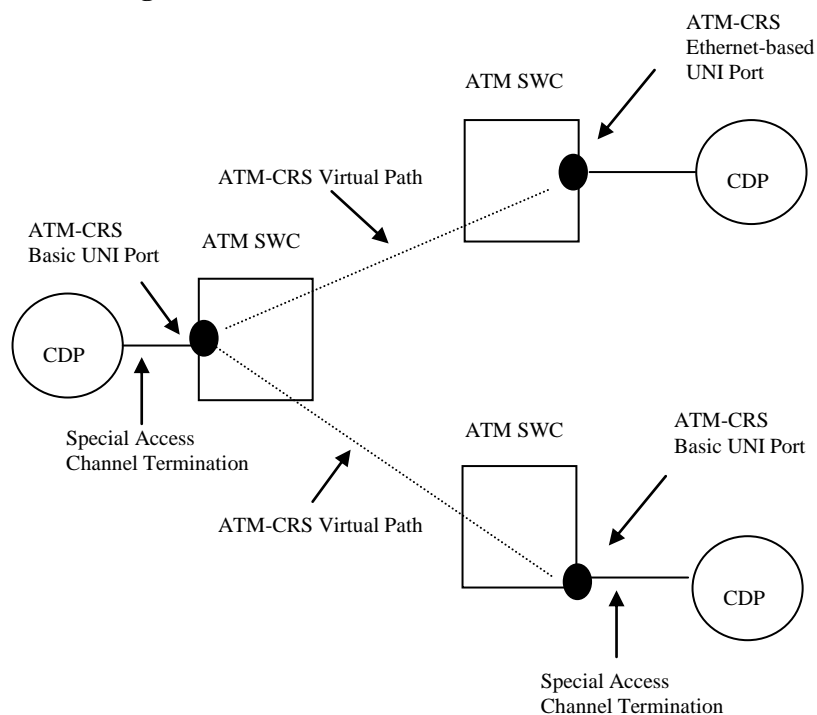 ATM-CRS
Ethernet-based
UNI Port
ATM SWC
CDP
ATM-CRS Virtual Path
ATM-CRS
Basic UNI Port
ATM SWC
CDP
Special Access
Channel Termination
ATM SWC
ATM-CRS
Basic UNI Port
ATM-CRS Virtual Path
CDP
Special Access
Channel Termination